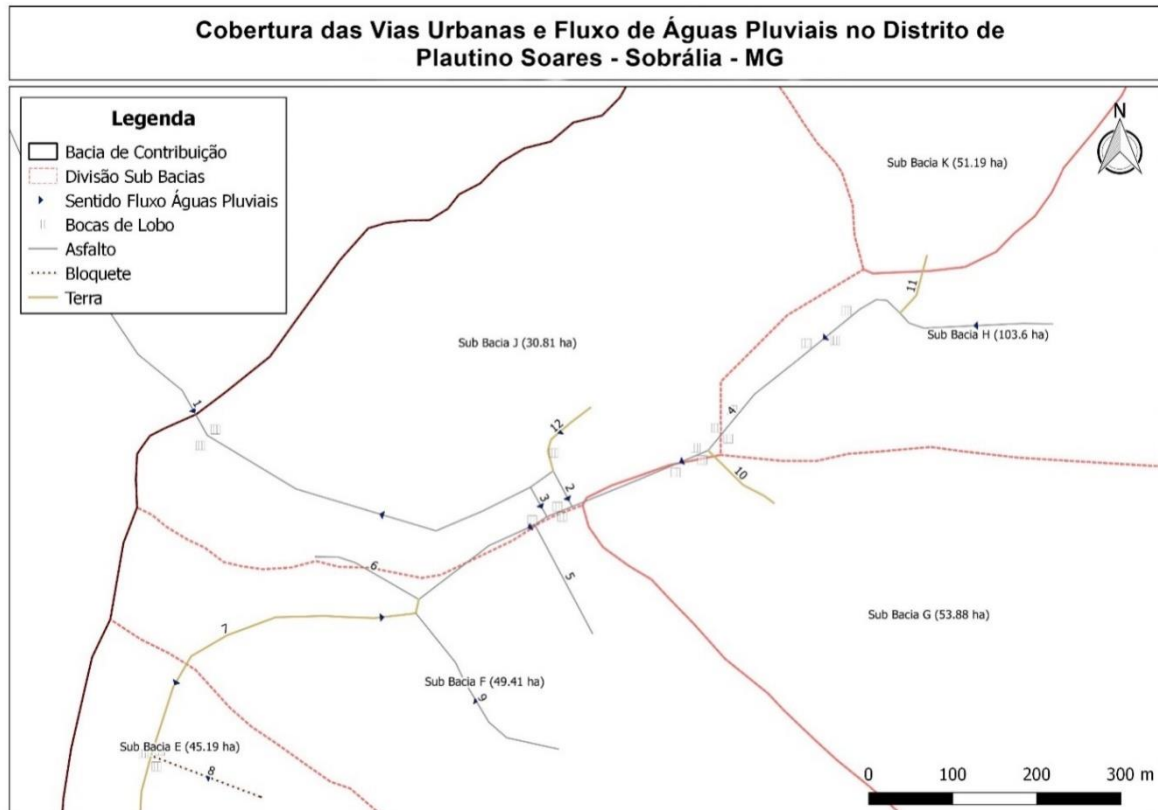 Cobertura das Vias Urbanas e Fluxo de Águas Pluviais no Distrito de
Plautino Soares - Sobrália - MG
Legenda
Bacia de Contribuição
Divisão Sub Bacias
Sentido Fluxo Águas Pluviais
Bocas de Lobo
Asfalto
Bloquete
Terra
N
Sub Bacia K (51.19 ha)
11
Sub Bacia H (103.6 ha)
Sub Bacia J (30.81 ha)
1
4
12
10
2
3
5
6
Sub Bacia G (53.88 ha)
7
Sub Bacia F (49.41 ha)
9
Sub Bacia E (45.19 ha)
8
0 100 200 300 m